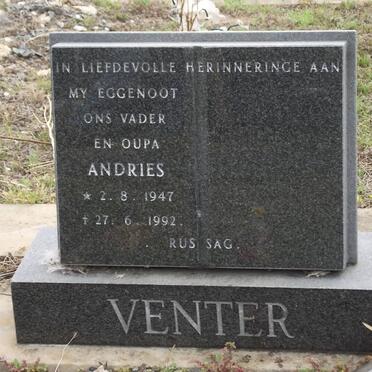 IN LIEFDEVOLLE HERINNERINGE AAN
MY EGGENOOT
ONS VADER
EN OUPA
ANDRIES
* 2. 8. 1947
† 27. 6. 1992.
. RUS SAG.
VENTER